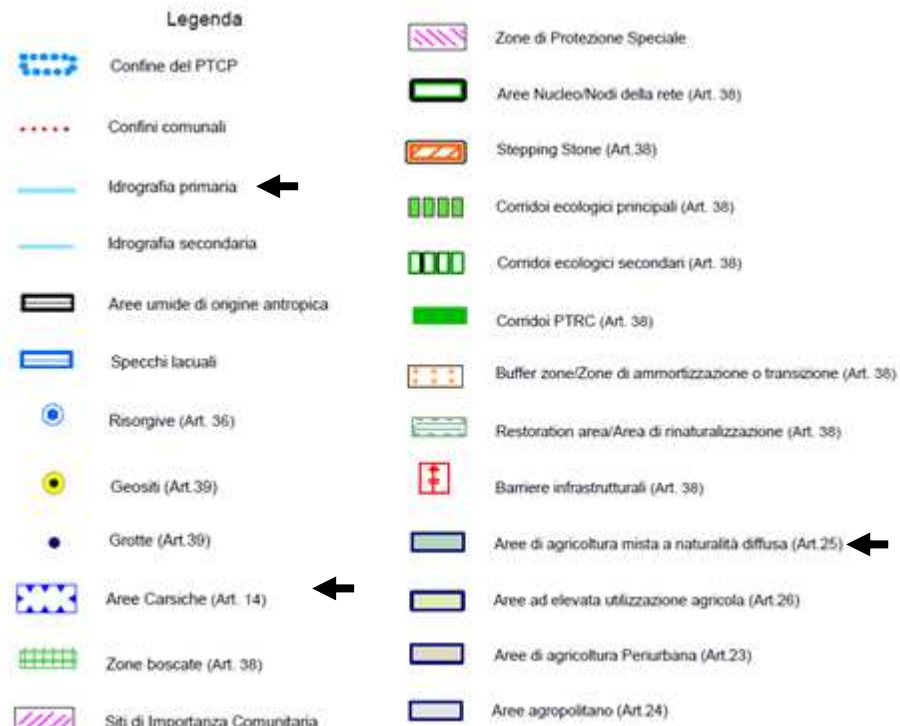 Legenda
Confine del PTCP
Confini comunali
Idrografia primaria
Idrografia secondaria
Aree umide di origine antropica
Specchi lacuali
Risorgive (Art. 36)
Geositi (Art.39)
Grotte (Art.39)
Aree Carsiche (Art. 14)
Zone boscate (Art. 38)
Siti di Importanza Comunitaria
Zone di Protezione Speciale
Aree Nucleo/Nodi della rete (Art. 38)
Stepping Stone (Art.38)
Corridoi ecologici principali (Art. 38)
Corridoi ecologici secondari (Art. 38)
Corridoi PTRC (Art. 38)
Buffer zone/Zone di ammortizzazione o transizione (Art. 38)
Restoration area/Area di rinaturalizzazione (Art. 38)
Barriere infrastrutturali (Art. 38)
Aree di agricoltura mista a naturalità diffusa (Art.25)
Aree ad elevata utilizzazione agricola (Art.26)
Aree di agricoltura Periurbana (Art.23)
Aree agropolitano (Art.24)